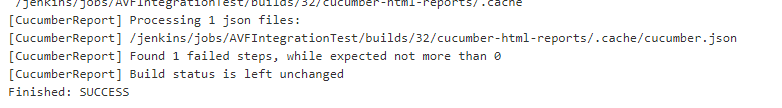 /jenkins/jobs/AVFIntegrationTest/builds/32/cucumber-html-reports/.cache
[CucumberReport] Processing 1 json files:
[CucumberReport] /jenkins/jobs/AVFIntegrationTest/builds/32/cucumber-html-reports/.cache/cucumber.json
[CucumberReport] Found 1 failed steps, while expected not more than 0
[CucumberReport] Build status is left unchanged
Finished: SUCCESS